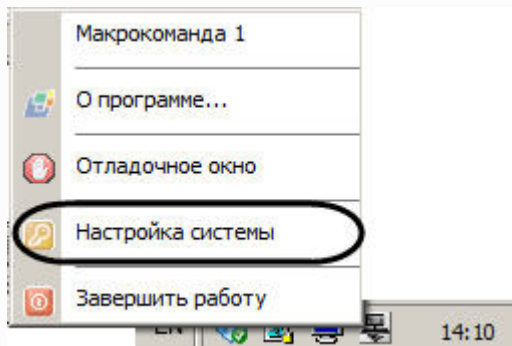 Макрокоманда 1
О программе...
Отладочное окно
Настройка системы
Завершить работу
EN
14:10